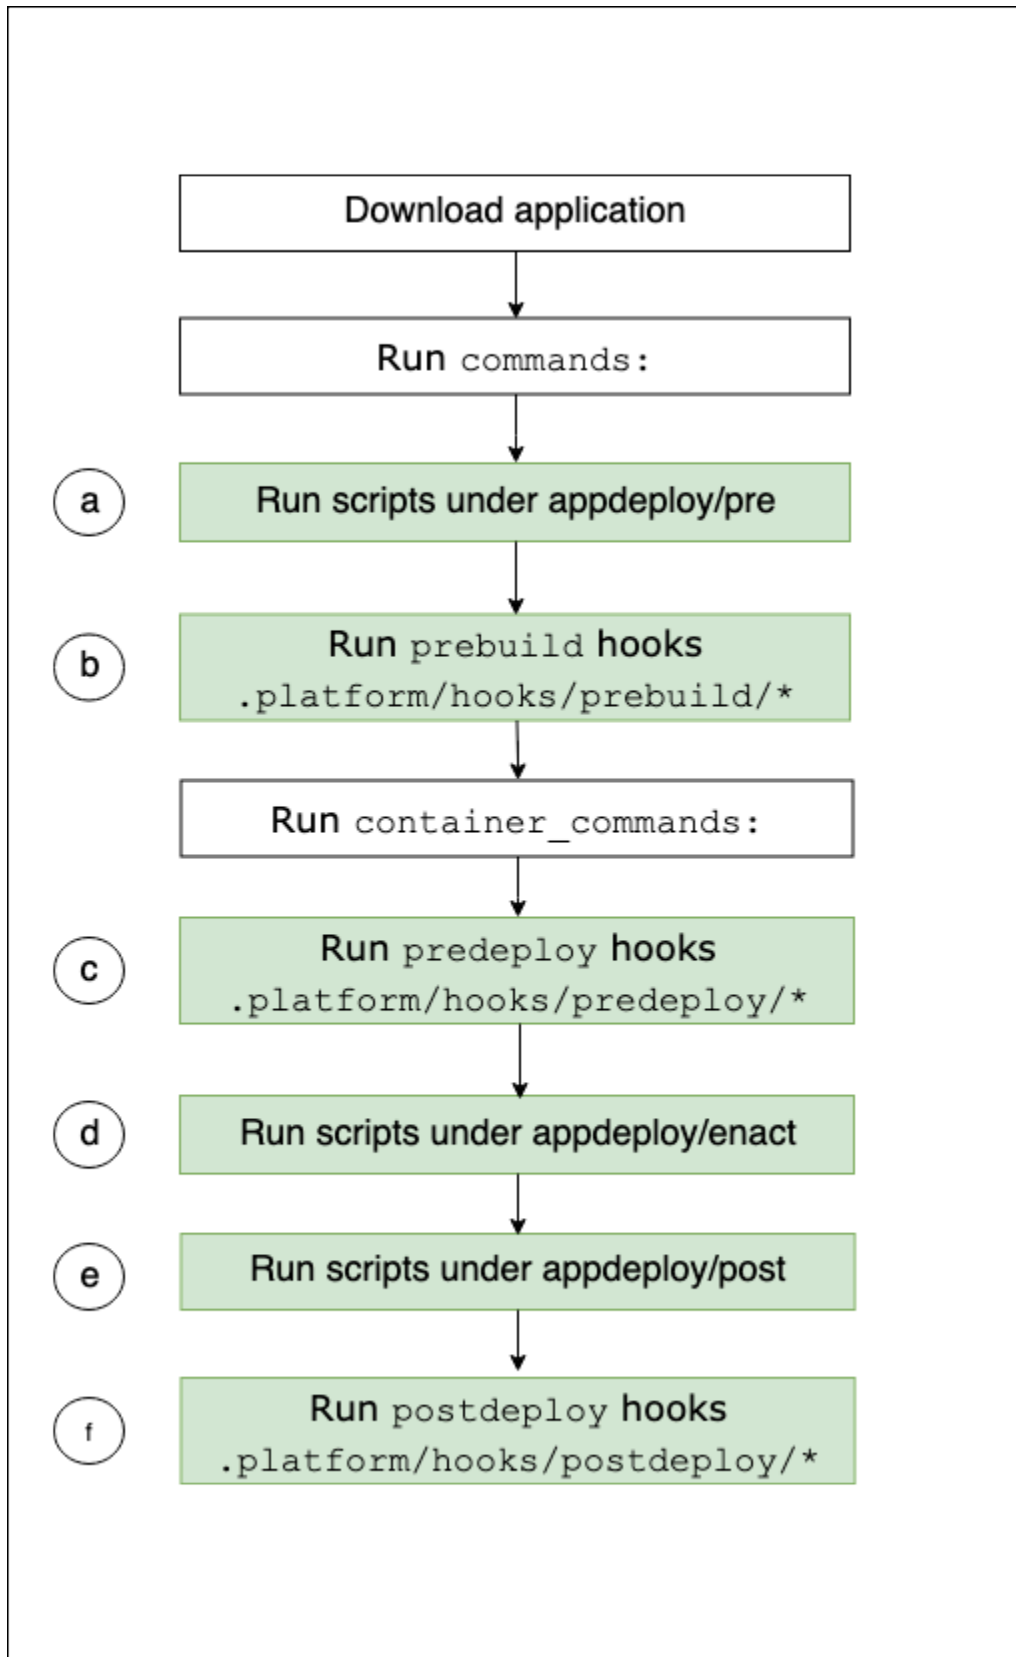 Download application
Run commands:
a
Run scripts under appdeploy/pre
b
Run prebuild hooks
.platform/hooks/prebuild/*
Run container_commands:
c
Run predeploy hooks
.platform/hooks/predeploy/*
d
Run scripts under appdeploy/enact
e
Run scripts under appdeploy/post
f
Run postdeploy hooks
.platform/hooks/postdeploy/*